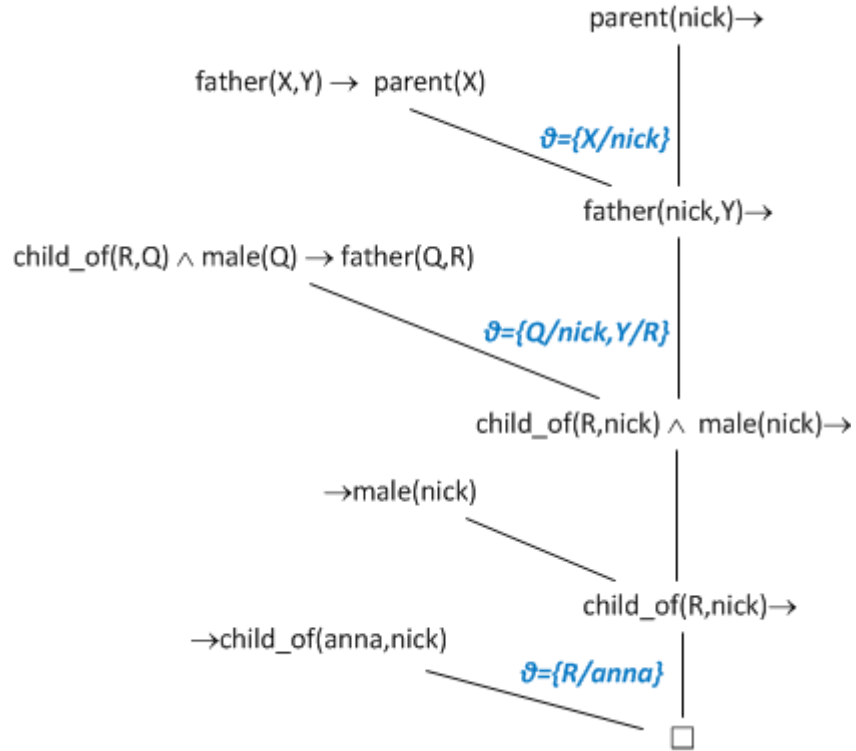 parent(nick)→
father(X,Y) → parent(X)
ϑ={X/nick}
father(nick,Y)→
child_of(R,Q) ∧ male(Q) → father(Q,R)
ϑ={Q/nick,Y/R}
child_of(R,nick) ∧ male(nick)→
→male(nick)
child_of(R,nick)→
→child_of(anna,nick)
ϑ={R/anna}
□